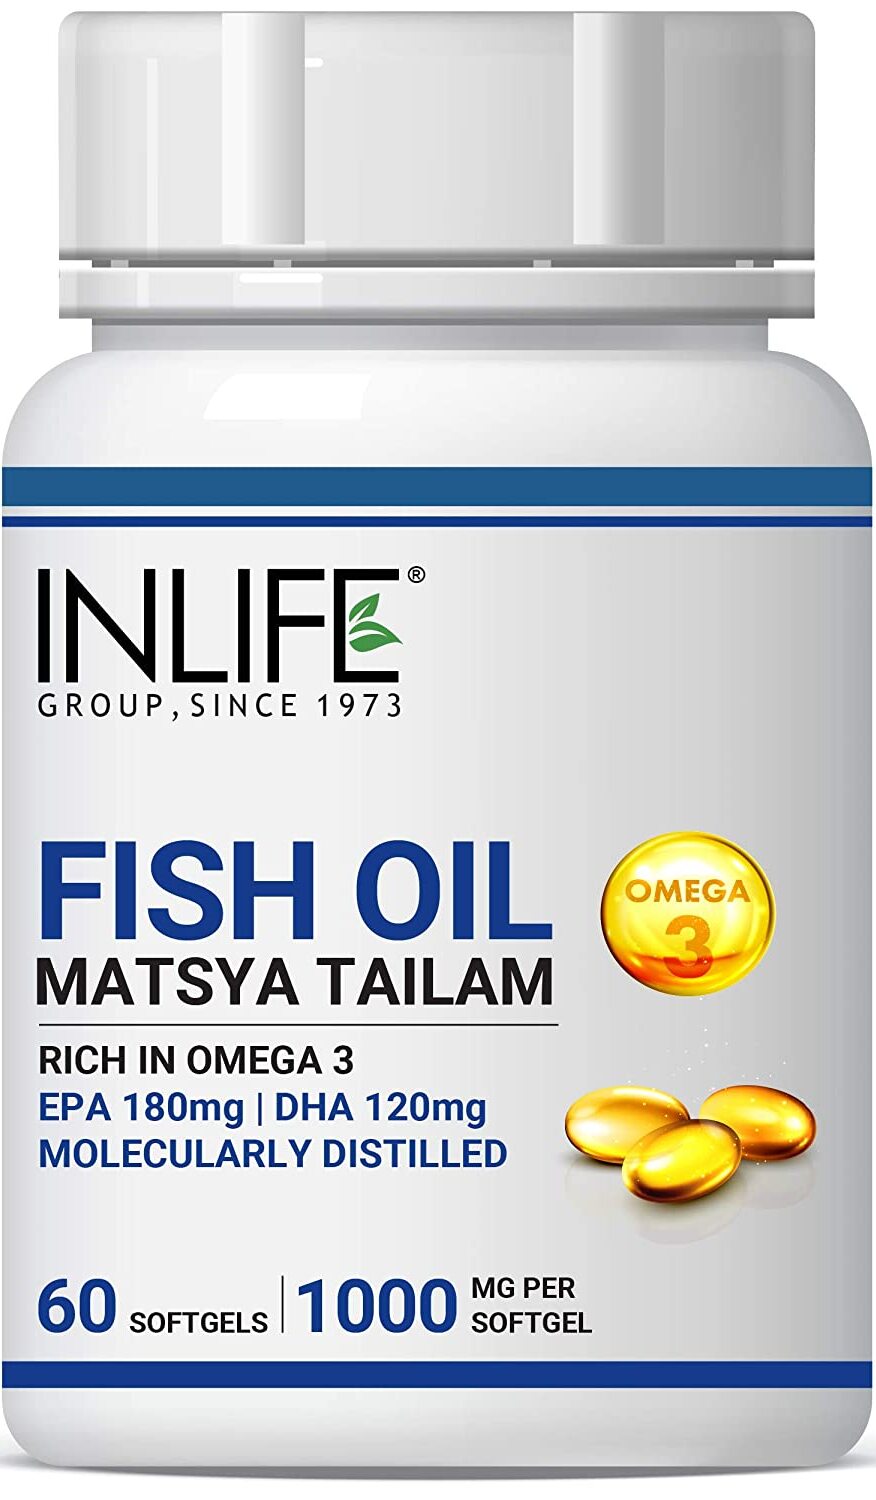 INLIFE®
GROUP, SINCE 1973
FISH OIL
MATSYA TAILAM
OMEGA
3
RICH IN OMEGA 3
EPA 180mg | DHA 120mg
MOLECULARLY DISTILLED
60 SOFTGELS | 1000 MG PER
SOFTGEL